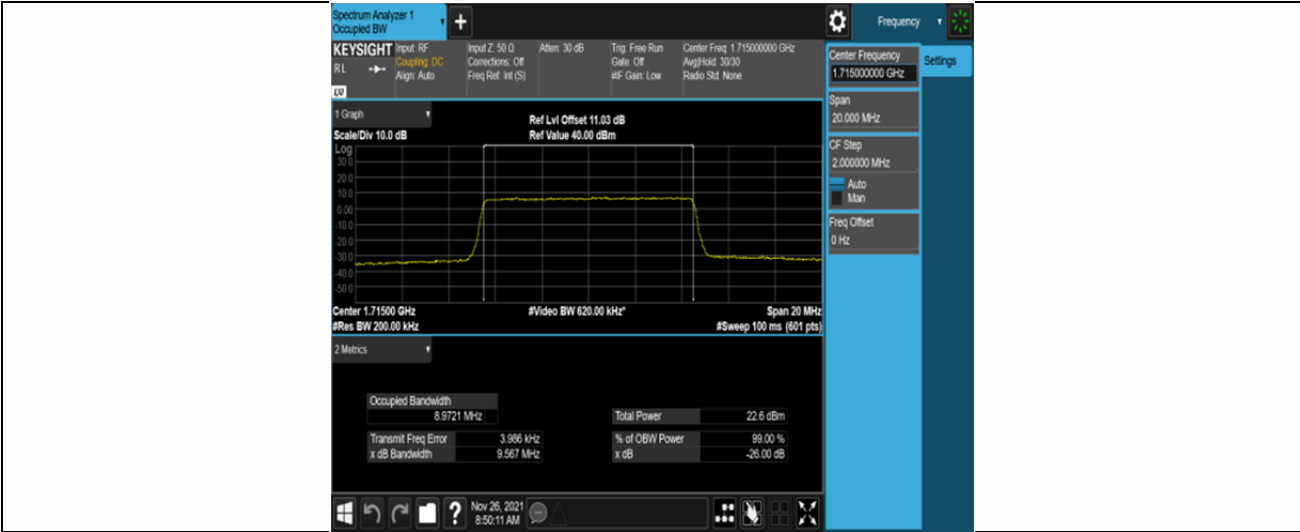 Spectrum Analyzer 1
Occupied BW
+
Frequency
KEYSIGHT
RL
Input: RF
Coupling: DC
Align: Auto
Input Z: 50 Ω
Corrections: Off
Freq Ref: Int (S)
Atten: 30 dB
Trig: Free Run
Gate: Off
#IF Gain: Low
Center Freq: 1.715000000 GHz
Avg|Hold: 30/30
Radio Std: None
Center Frequency
1.715000000 GHz
Settings
Span
20.000 MHz
CF Step
2.000000 MHz
Auto
Man
Freq Offset
0 Hz
1 Graph
Scale/Div 10.0 dB
Ref Lvl Offset 11.03 dB
Ref Value 40.00 dBm
Log
30.0
20.0
10.0
0.00
-10.0
-20.0
-30.0
-40.0
-50.0
Center 1.71500 GHz
#Res BW 200.00 kHz
#Video BW 620.00 kHz*
Span 20 MHz
#Sweep 100 ms (601 pts)
2 Metrics
Occupied Bandwidth
8.9721 MHz
Total Power 22.6 dBm
Transmit Freq Error 3.986 kHz
% of OBW Power 99.00 %
x dB Bandwidth 9.567 MHz
x dB -26.00 dB
?
Nov 26, 2021
8:50:11 AM